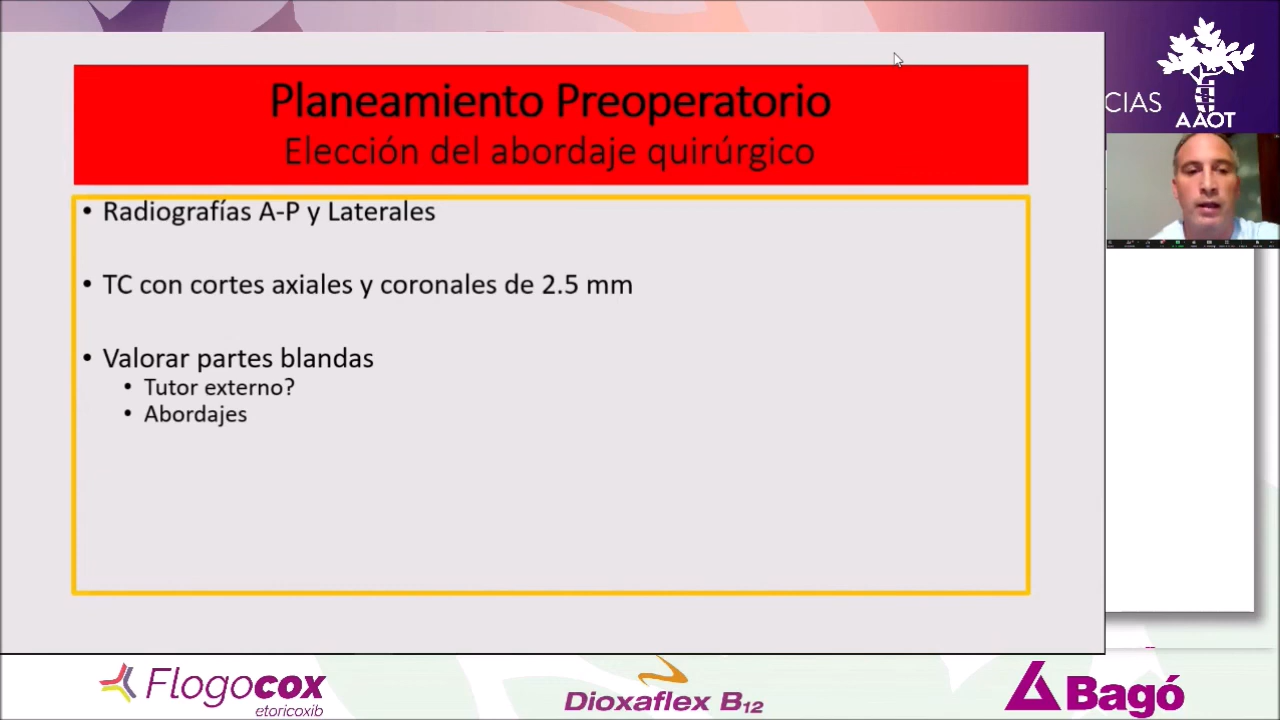 Planeamiento Preoperatorio
Elección del abordaje quirúrgico
• Radiografías A-P y Laterales
• TC con cortes axiales y coronales de 2.5 mm
• Valorar partes blandas
• Tutor externo?
• Abordajes
CIAS
AAOT
Flogocox
etoricoxib
Dioxaflex B12
Bagó